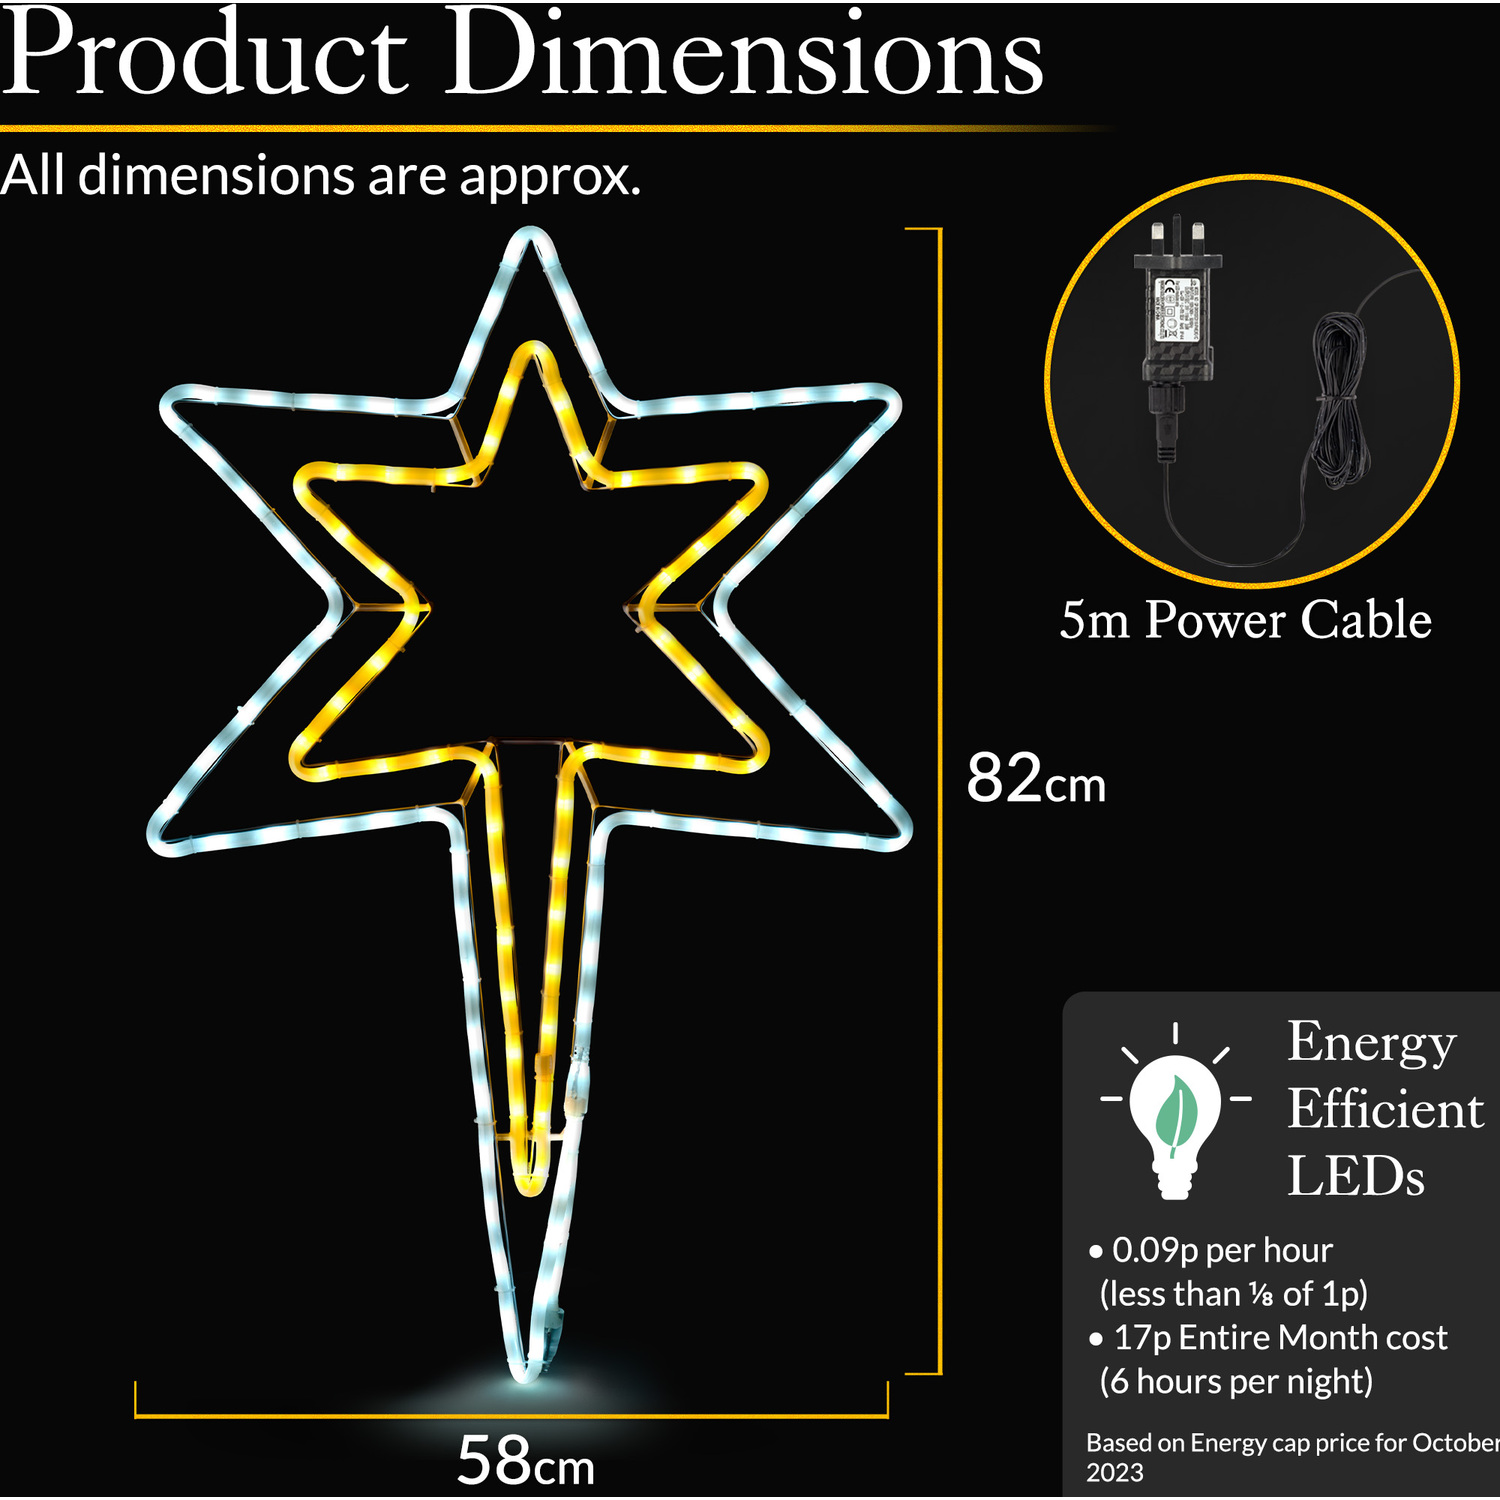 Product Dimensions
All dimensions are approx.
5m Power Cable
82cm
58cm
Energy
Efficient
LEDs
• 0.09p per hour
(less than ⅛ of 1p)
• 17p Entire Month cost
(6 hours per night)
Based on Energy cap price for October
2023